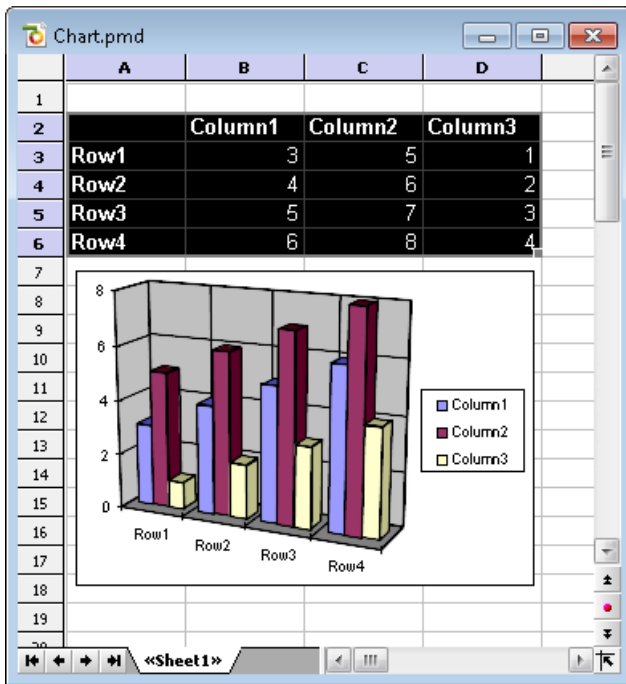 Chart.pmd
A B C D
1
2 Column1 Column2 Column3
3 Row1 3 5 1
4 Row2 4 6 2
5 Row3 5 7 3
6 Row4 6 8 4
7
8
9
10
11
12
13
14
15
16
17
18
19
8
6
4
2
0
Row1
Row2
Row3
Row4
Column1
Column2
Column3
«Sheet1»